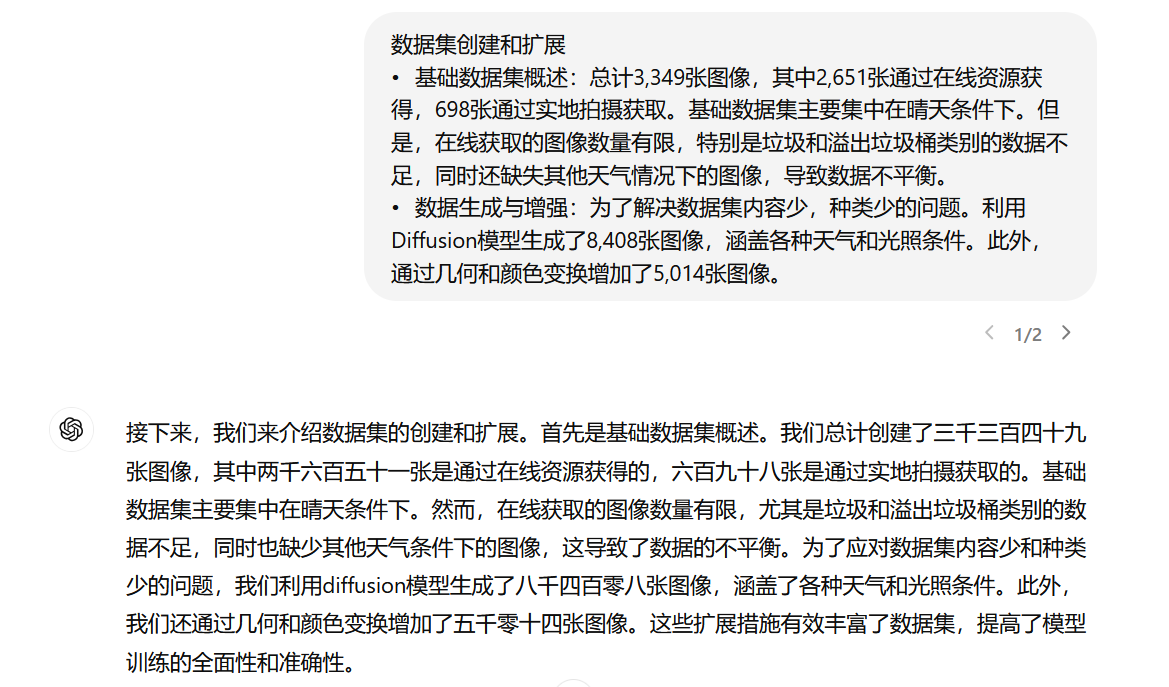 数据集创建和扩展
• 基础数据集概述：总计3,349张图像，其中2,651张通过在线资源获
得，698张通过实地拍摄获取。基础数据集主要集中在晴天条件下。但
是，在线获取的图像数量有限，特别是垃圾和溢出垃圾桶类别的数据不
足，同时还缺失其他天气情况下的图像，导致数据不平衡。
• 数据生成与增强：为了解决数据集内容少，种类少的问题。利用
Diffusion模型生成了8,408张图像，涵盖各种天气和光照条件。此外，
通过几何和颜色变换增加了5,014张图像。
1/2
接下来，我们来介绍数据集的创建和扩展。首先是基础数据集概述。我们总计创建了三千三百四十九
张图像，其中两千六百五十一张是通过在线资源获得的，六百九十八张是通过实地拍摄获取的。基础
数据集主要集中在晴天条件下。然而，在线获取的图像数量有限，尤其是垃圾和溢出垃圾桶类别的数
据不足，同时也缺少其他天气条件下的图像，这导致了数据的不平衡。为了应对数据集内容少和种类
少的问题，我们利用diffusion模型生成了八千四百零八张图像，涵盖了各种天气和光照条件。此外，
我们还通过几何和颜色变换增加了五千零十四张图像。这些扩展措施有效丰富了数据集，提高了模型
训练的全面性和准确性。